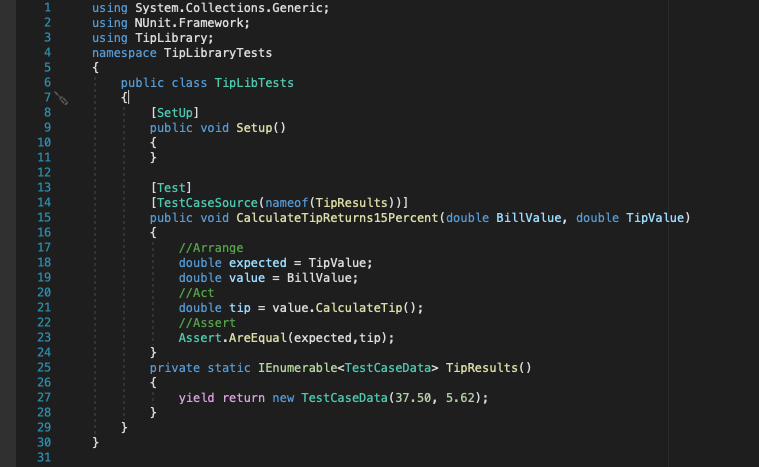 1 using System.Collections.Generic;
2 using NUnit.Framework;
3 using TipLibrary;
4 namespace TipLibraryTests
5 {
6 public class TipLibTests
7 {
8 [SetUp]
9 public void Setup()
10 {
11 }
12
13 [Test]
14 [TestCaseSource(nameof(TipResults))]
15 public void CalculateTipReturns15Percent(double BillValue, double TipValue)
16 {
17 //Arrange
18 double expected = TipValue;
19 double value = BillValue;
20 //Act
21 double tip = value.CalculateTip();
22 //Assert
23 Assert.AreEqual(expected,tip);
24 }
25 private static IEnumerable<TestCaseData> TipResults()
26 {
27 yield return new TestCaseData(37.50, 5.62);
28 }
29 }
30 }
31